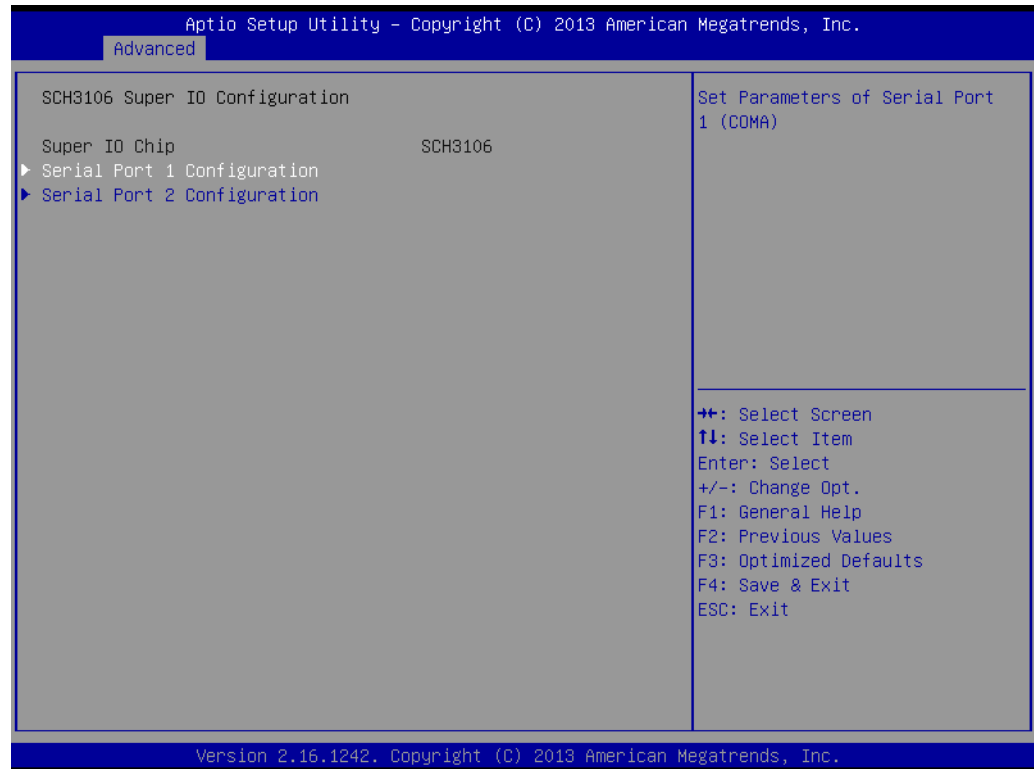 Aptio Setup Utility – Copyright (C) 2013 American Megatrends, Inc.
Advanced
SCH3106 Super IO Configuration
Super IO Chip SCH3106
▶ Serial Port 1 Configuration
▶ Serial Port 2 Configuration
Set Parameters of Serial Port
1 (COMA)
→←: Select Screen
↑↓: Select Item
Enter: Select
+/-: Change Opt.
F1: General Help
F2: Previous Values
F3: Optimized Defaults
F4: Save & Exit
ESC: Exit
Version 2.16.1242. Copyright (C) 2013 American Megatrends, Inc.